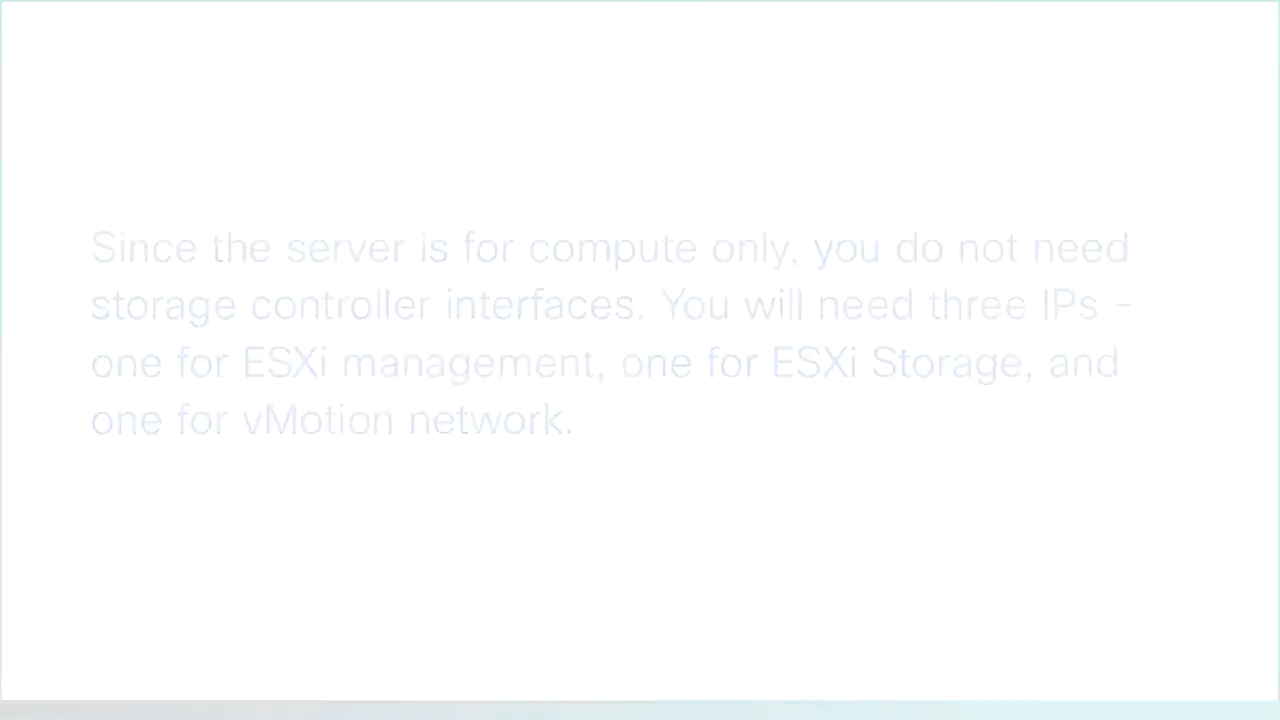 Since the server is for compute only, you do not need
storage controller interfaces. You will need three IPs –
one for ESXi management, one for ESXi Storage, and
one for vMotion network.